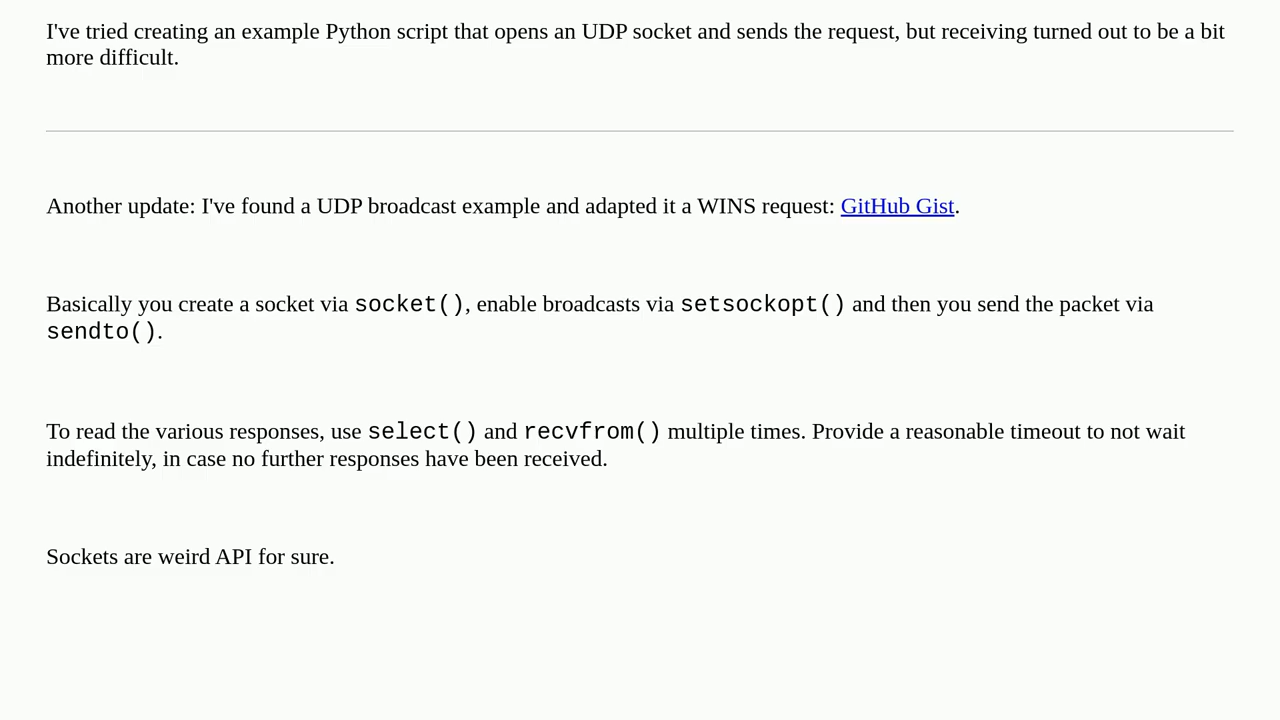 I've tried creating an example Python script that opens an UDP socket and sends the request, but receiving turned out to be a bit
more difficult.
Another update: I've found a UDP broadcast example and adapted it a WINS request: GitHub Gist.
Basically you create a socket via socket(), enable broadcasts via setsockopt() and then you send the packet via
sendto().
To read the various responses, use select() and recvfrom() multiple times. Provide a reasonable timeout to not wait
indefinitely, in case no further responses have been received.
Sockets are weird API for sure.